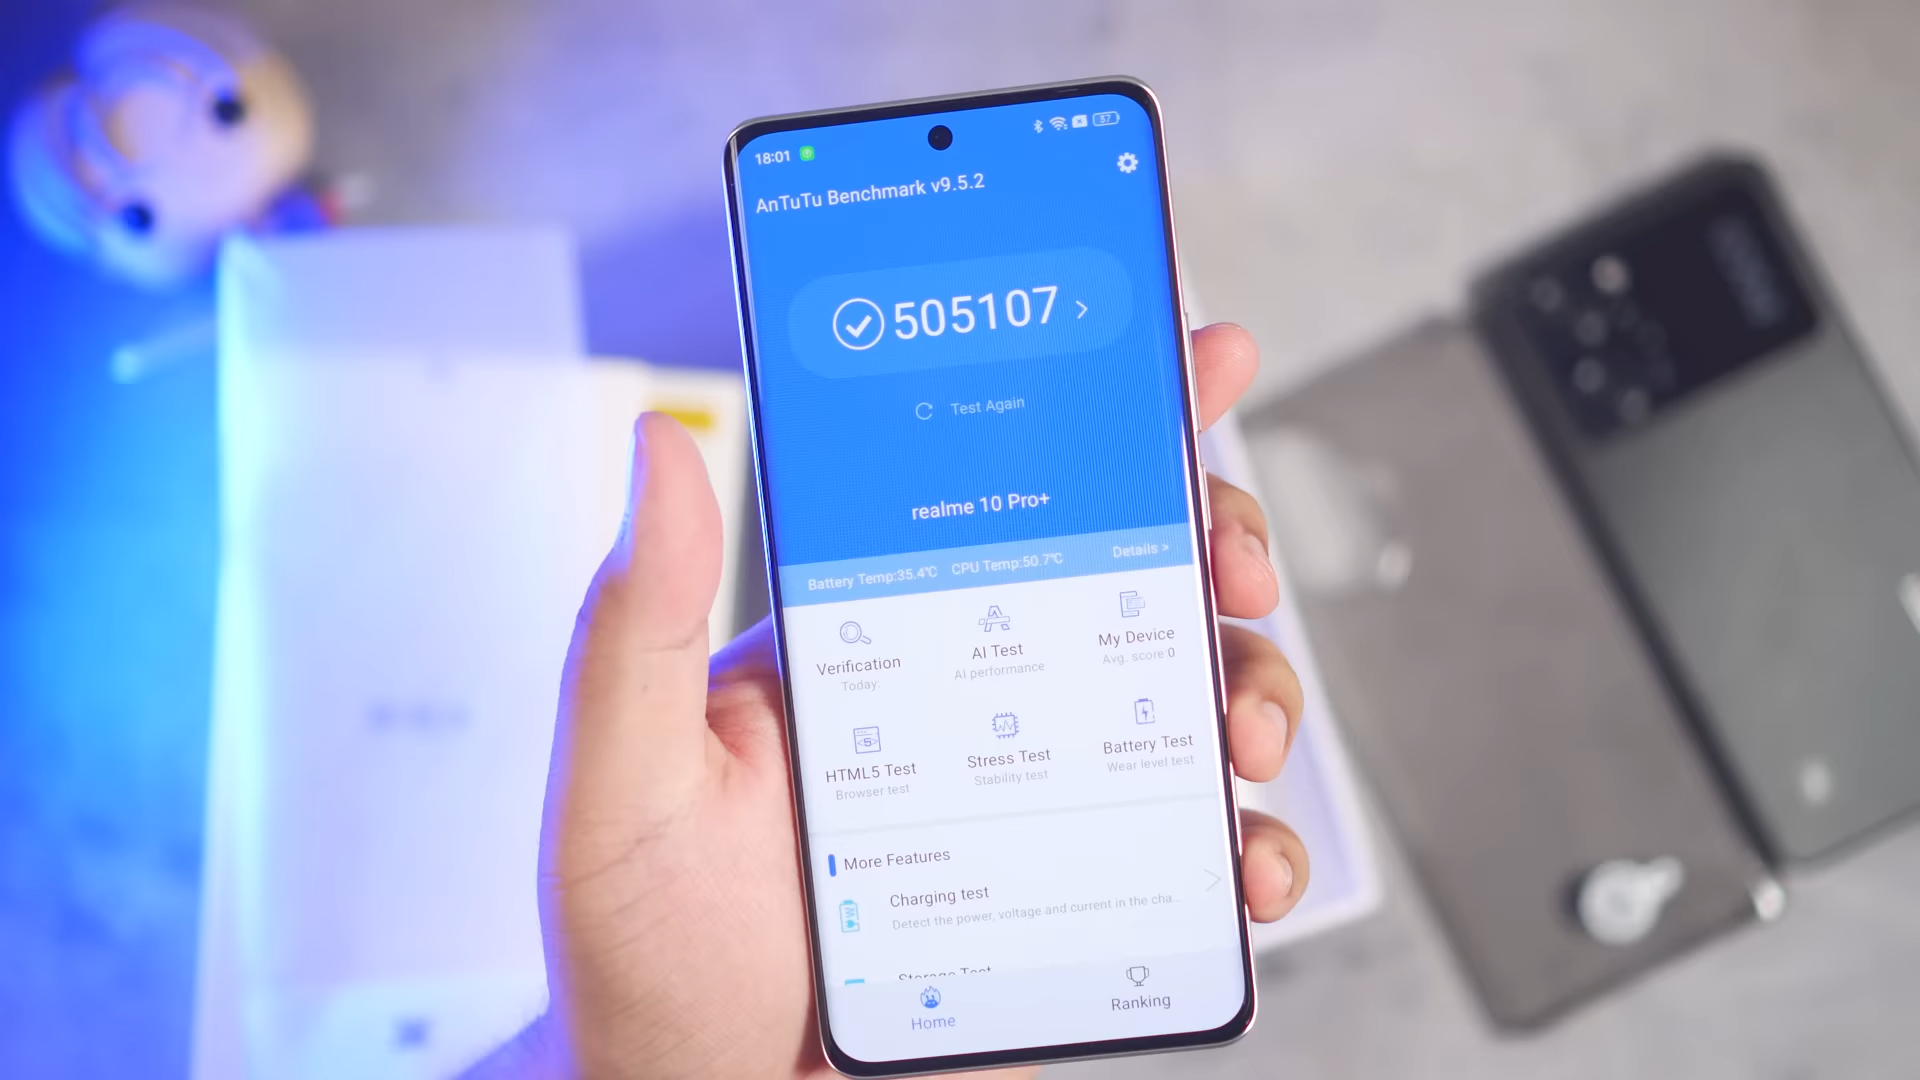 18:01
57
AnTuTu Benchmark v9.5.2
505107
Test Again
realme 10 Pro+
Battery Temp:35.4℃ CPU Temp:50.7℃ Details >
Verification
Today:
AI Test
AI performance
My Device
Avg. score 0
HTML5 Test
Browser test
Stress Test
Stability test
Battery Test
Wear level test
More Features
Charging test
Detect the power, voltage and current in the cha...
Storage Test
Home
Ranking